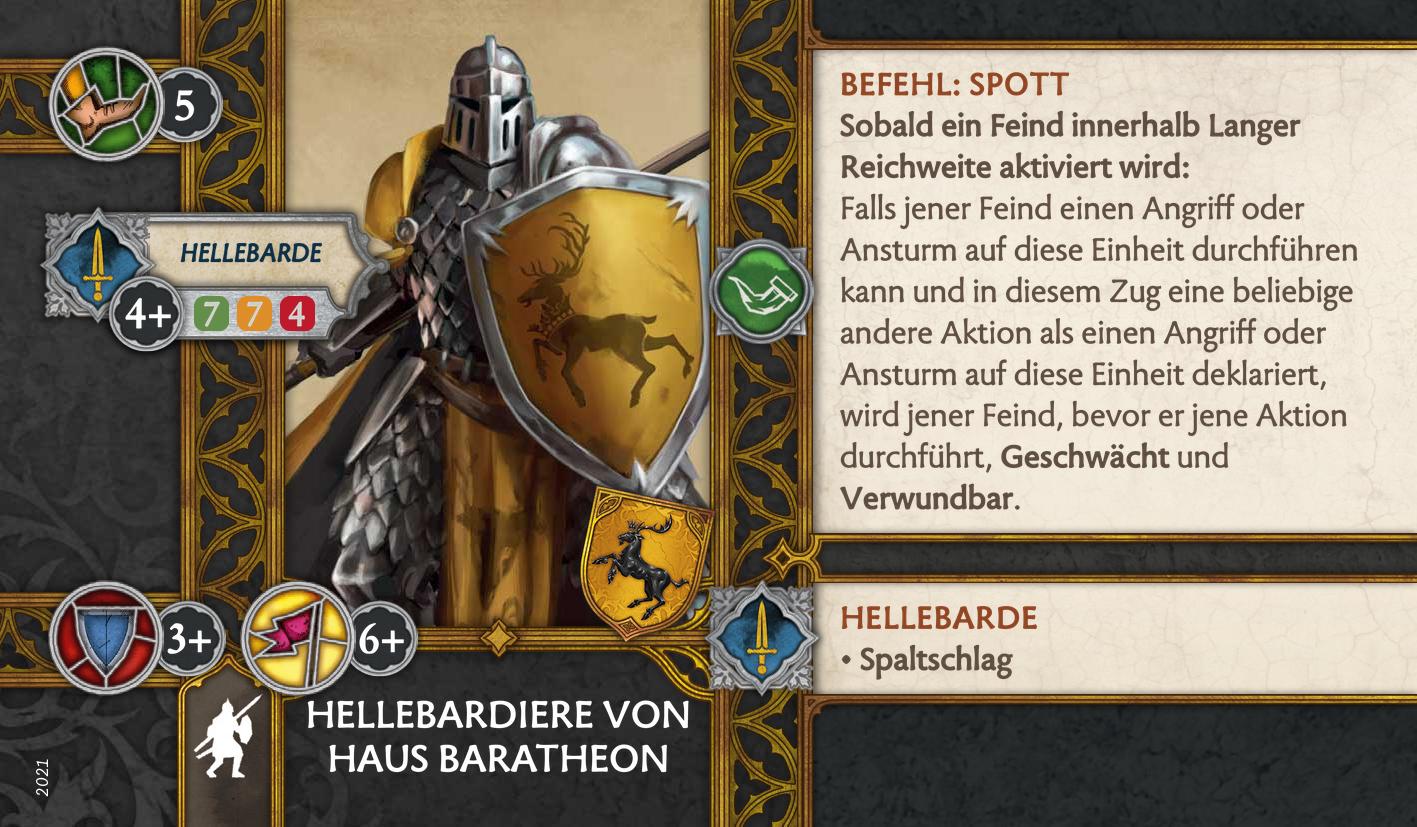 5
HELLEBARDE
4+ 7 7 4
3+ 6+
HELLEBARDIERE VON
HAUS BARATHEON
2021
BEFEHL: SPOTT
Sobald ein Feind innerhalb Langer
Reichweite aktiviert wird:
Falls jener Feind einen Angriff oder
Ansturm auf diese Einheit durchführen
kann und in diesem Zug eine beliebige
andere Aktion als einen Angriff oder
Ansturm auf diese Einheit deklariert,
wird jener Feind, bevor er jene Aktion
durchführt, Geschwächt und
Verwundbar.
HELLEBARDE
• Spaltschlag